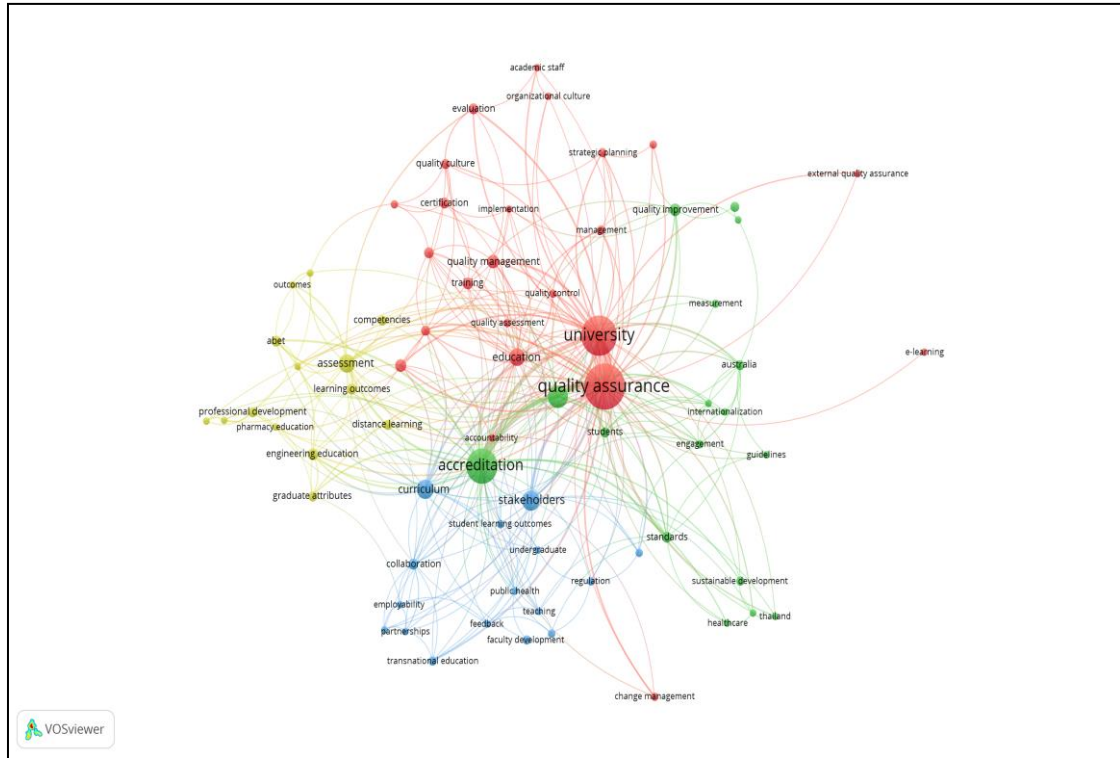 academic staff
organizational culture
evaluation
strategic planning
quality culture
external quality assurance
certification
implementation
quality improvement
management
quality management
training
outcomes
quality control
measurement
competencies
quality assessment
university
abet
education
assessment
australia
e-learning
learning outcomes
quality assurance
professional development
internationalization
pharmacy education
distance learning
students
accountability
engagement
engineering education
guidelines
accreditation
graduate attributes
curriculum
stakeholders
student learning outcomes
standards
undergraduate
collaboration
regulation
sustainable development
public health
employability
teaching
thailand
partnerships
feedback
healthcare
faculty development
transnational education
change management
VOSviewer